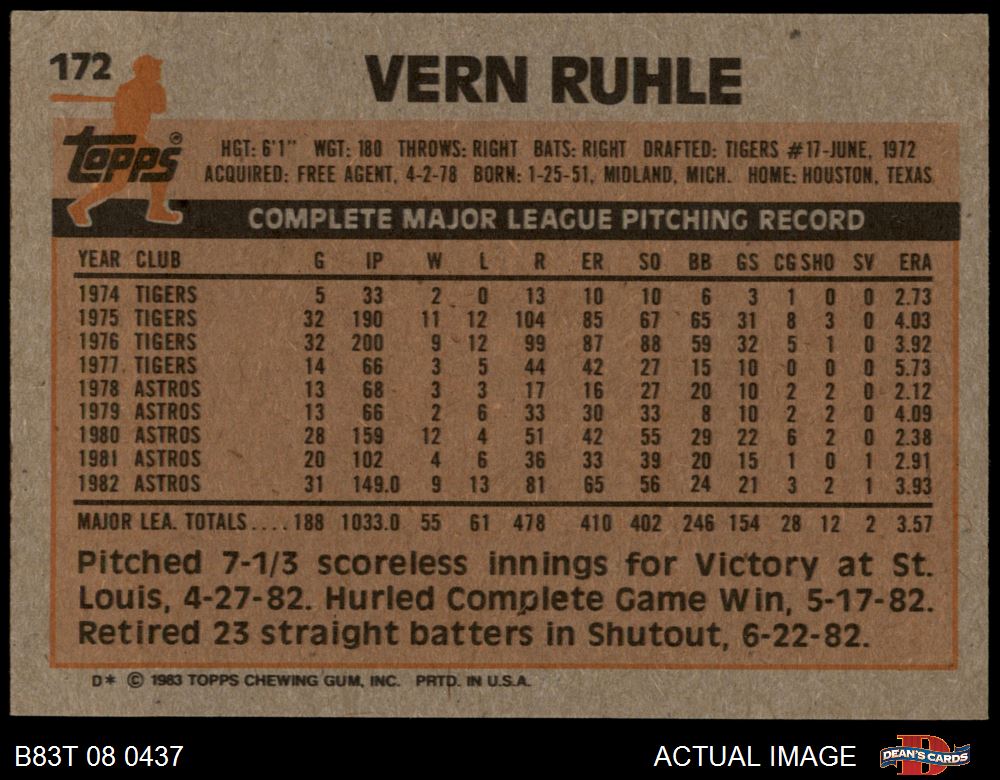 172
VERN RUHLE
Topps®
HGT: 6'1" WGT: 180 THROWS: RIGHT BATS: RIGHT DRAFTED: TIGERS #17-JUNE, 1972
ACQUIRED: FREE AGENT, 4-2-78 BORN: 1-25-51, MIDLAND, MICH. HOME: HOUSTON, TEXAS
COMPLETE MAJOR LEAGUE PITCHING RECORD
YEAR CLUB G IP W L R ER SO BB GS CG SHO SV ERA
1974 TIGERS 5 33 2 0 13 10 10 6 3 1 0 0 2.73
1975 TIGERS 32 190 11 12 104 85 67 65 31 8 3 0 4.03
1976 TIGERS 32 200 9 12 99 87 88 59 32 5 1 0 3.92
1977 TIGERS 14 66 3 5 44 42 27 15 10 0 0 0 5.73
1978 ASTROS 13 68 3 3 17 16 27 20 10 2 2 0 2.12
1979 ASTROS 13 66 2 6 33 30 33 8 10 2 2 0 4.09
1980 ASTROS 28 159 12 4 51 42 55 29 22 6 2 0 2.38
1981 ASTROS 20 102 4 6 36 33 39 20 15 1 0 1 2.91
1982 ASTROS 31 149.0 9 13 81 65 56 24 21 3 2 1 3.93
MAJOR LEA. TOTALS.... 188 1033.0 55 61 478 410 402 246 154 28 12 2 3.57
Pitched 7-1/3 scoreless innings for Victory at St.
Louis, 4-27-82. Hurled Complete Game Win, 5-17-82.
Retired 23 straight batters in Shutout, 6-22-82.
D* © 1983 TOPPS CHEWING GUM, INC. PRTD. IN U.S.A.
B83T 08 0437
ACTUAL IMAGE
D
DEAN'S CARDS